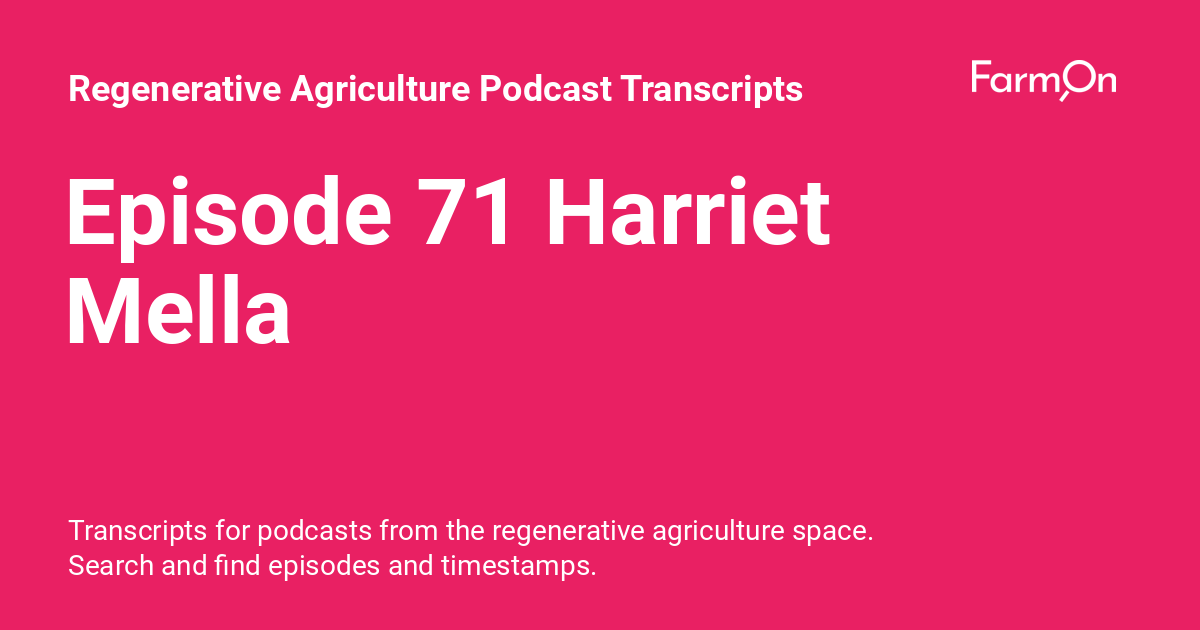 Regenerative Agriculture Podcast Transcripts
FarmOn
Episode 71 Harriet
Mella
Transcripts for podcasts from the regenerative agriculture space.
Search and find episodes and timestamps.